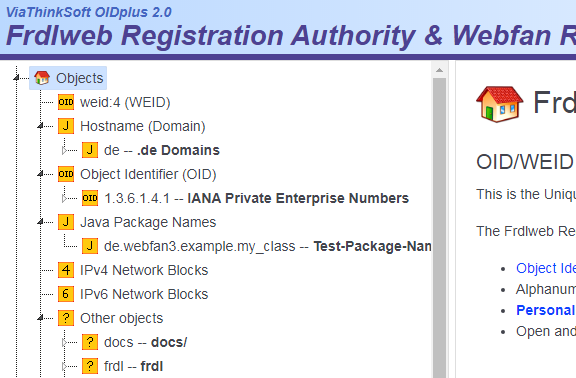 ViaThinkSoft OIDplus 2.0
Frdlweb Registration Authority & Webfan R
Objects
OID weid:4 (WEID)
J Hostname (Domain)
J de -- .de Domains
OID Object Identifier (OID)
OID 1.3.6.1.4.1 -- IANA Private Enterprise Numbers
J Java Package Names
J de.webfan3.example.my_class -- Test-Package-Nam
4 IPv4 Network Blocks
6 IPv6 Network Blocks
? Other objects
? docs -- docs/
? frdl -- frdl
Frd
OID/WEID
This is the Uniqu
The Frdlweb Re
Object Ide
Alphanum
Personal
Open and